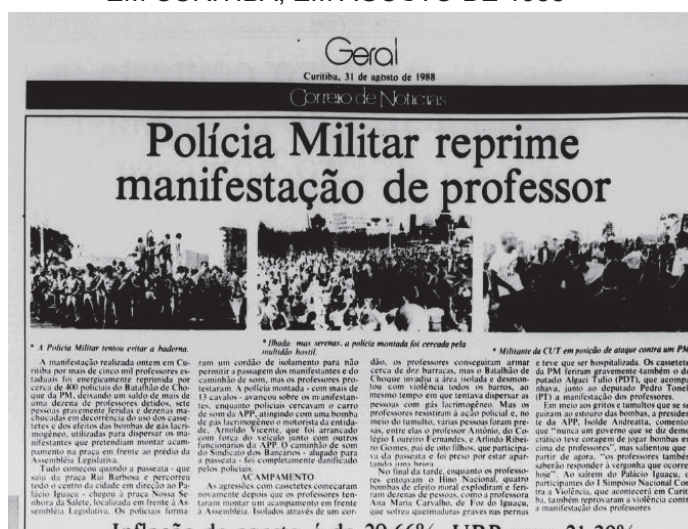 EM CURITIBA, EM AGOSTO DE 1988
Geral
Curitiba, 31 de agosto de 1988
Correio de Notícias
Polícia Militar reprime
manifestação de professor
* A Polícia Militar tentou evitar a baderna.
* Ilhada, mas serenas, a polícia montada foi cercada pela
multidão hostil.
* Militante da CUT em posição de ataque contra um PM
A manifestação realizada ontem em Cu-
ritiba por mais de cinco mil professores es-
taduais foi energicamente reprimida por
cerca de 400 policiais do Batalhão de Cho-
que da PM, deixando um saldo de mais de
uma dezena de professores detidos, sete
pessoas gravemente feridas e dezenas ma-
chucadas em decorrência do uso dos casse-
tetes e dos efeitos das bombas de gás lacri-
mogêneo, utilizadas para dispersar os ma-
nifestantes que pretendiam montar acam-
pamento na praça em frente ao prédio da
Assembléia Legislativa.
Tudo começou quando a passeata - que
saiu da praça Rui Barbosa e percorreu
todo o centro da cidade em direção ao Pa-
lácio Iguaçu - chegou à praça Nossa Se-
nhora da Salete, localizada em frente à As-
sembléia Legislativa. Os policiais forma-
ram um cordão de isolamento para não
permitir a passagem dos manifestantes e do
caminhão de som, mas os professores pro-
testaram. A polícia montada - com mais de
13 cavalos - avançou sobre os manifestan-
tes, enquanto policiais cercavam o carro
de som da APP, atingindo com uma bomba
de gás lacrimogêneo o motorista da entida-
de, Arnoldo Vicente, que foi arrancado
com força do veículo junto com outros
funcionários da APP. O caminhão de som
do Sindicato dos Bancários - alugado para
a passeata - foi completamente danificado
pelos policiais.
ACAMPAMENTO
As agressões com cassetetes começaram
novamente depois que os professores ten-
taram montar um acampamento em frente
à Assembléia. Isolados através de um cor-
dão, os professores conseguiram armar
cerca de dez barracas, mas o Batalhão de
Choque invadiu a área isolada e desmon-
tou com violência todos os barros, ao
mesmo tempo em que tentava dispersar as
pessoas com gás lacrimogêneo. Mas os
professores resistiram à ação policial e, no
meio do tumulto, várias pessoas foram pre-
sas, entre elas o professor Antônio, do Co-
légio Loureiro Fernandes, e Arlindo Ribei-
ro Gomes, pai de oito filhos, que participa-
va da passeata e foi preso por estar apar-
tando uma briga
No final da tarde, enquanto os professo-
res entoavam o Hino Nacional, quatro
bombas de efeito moral explodiram e feri-
ram dezenas de pessoas, como a professora
Ana Maria Carvalho, de Foz do Iguaçu,
que sofreu queimaduras graves nas pernas
e teve que ser hospitalizada. Os cassetetes
da PM feriram gravemente também o de-
putado Algaci Tulio (PDT), que acompa-
nhava, junto ao deputado Pedro Tonel
(PT) a manifestação dos professores.
Em meio aos gritos e tumultos que se se-
guiram ao estouro das bombas, a presiden-
te da APP, Isolde Andreatta, comento
que "nunca um governo que se diz demo-
crático teve coragem de jogar bombas em
cima de professores", mas salientou que a
partir de agora, "os professores também
saberão responder à vergonha que ocorreu
hoje". Ao saírem do Palácio Iguaçu, os
participantes do I Simpósio Nacional Con-
tra a Violência, que acontecerá em Curiti-
ba, também reprovaram a violência contra
a manifestação dos professores